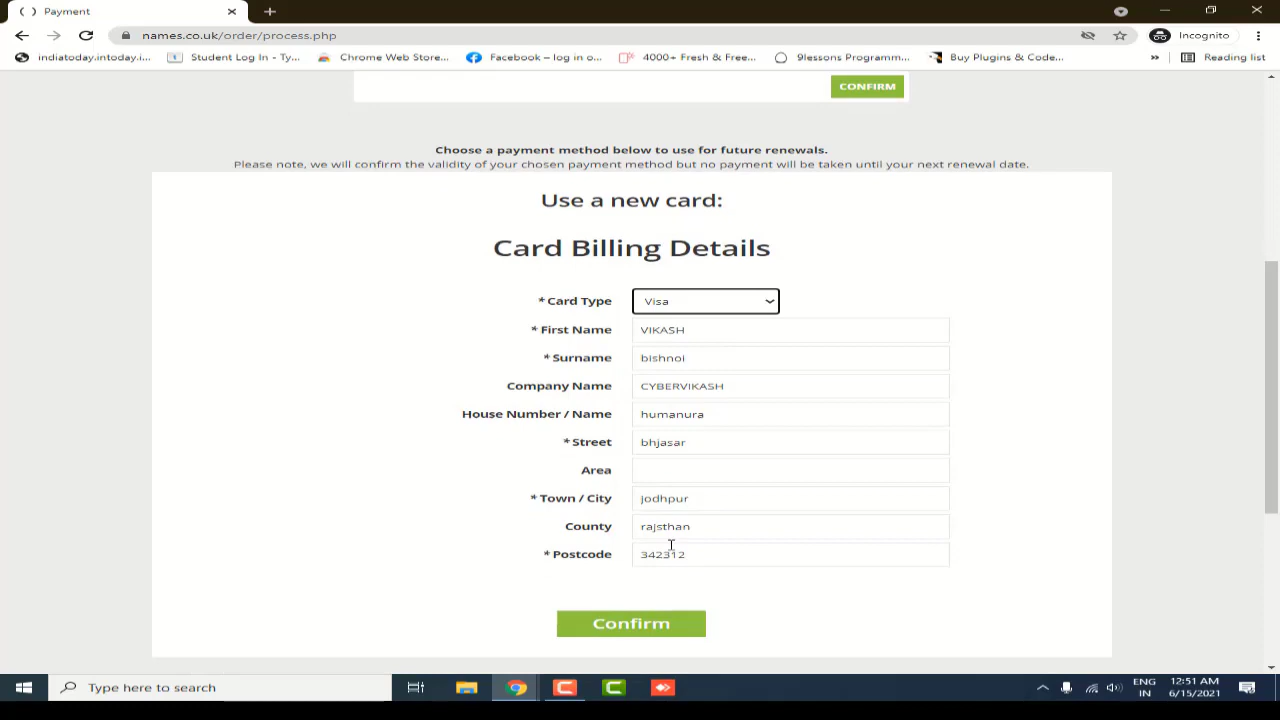 Payment
names.co.uk/order/process.php
Incognito
indiatoday.intoday.i...
Student Log In - Ty...
Chrome Web Store...
Facebook – log in o...
4000+ Fresh & Free...
9lessons Programm...
Buy Plugins & Code...
»
Reading list
CONFIRM
Choose a payment method below to use for future renewals.
Please note, we will confirm the validity of your chosen payment method but no payment will be taken until your next renewal date.
Use a new card:
Card Billing Details
* Card Type Visa
* First Name VIKASH
* Surname bishnoi
Company Name CYBERVIKASH
House Number / Name humanura
* Street bhjasar
Area
* Town / City jodhpur
County rajsthan
* Postcode 342312
Confirm
Type here to search
ENG
IN
12:51 AM
6/15/2021